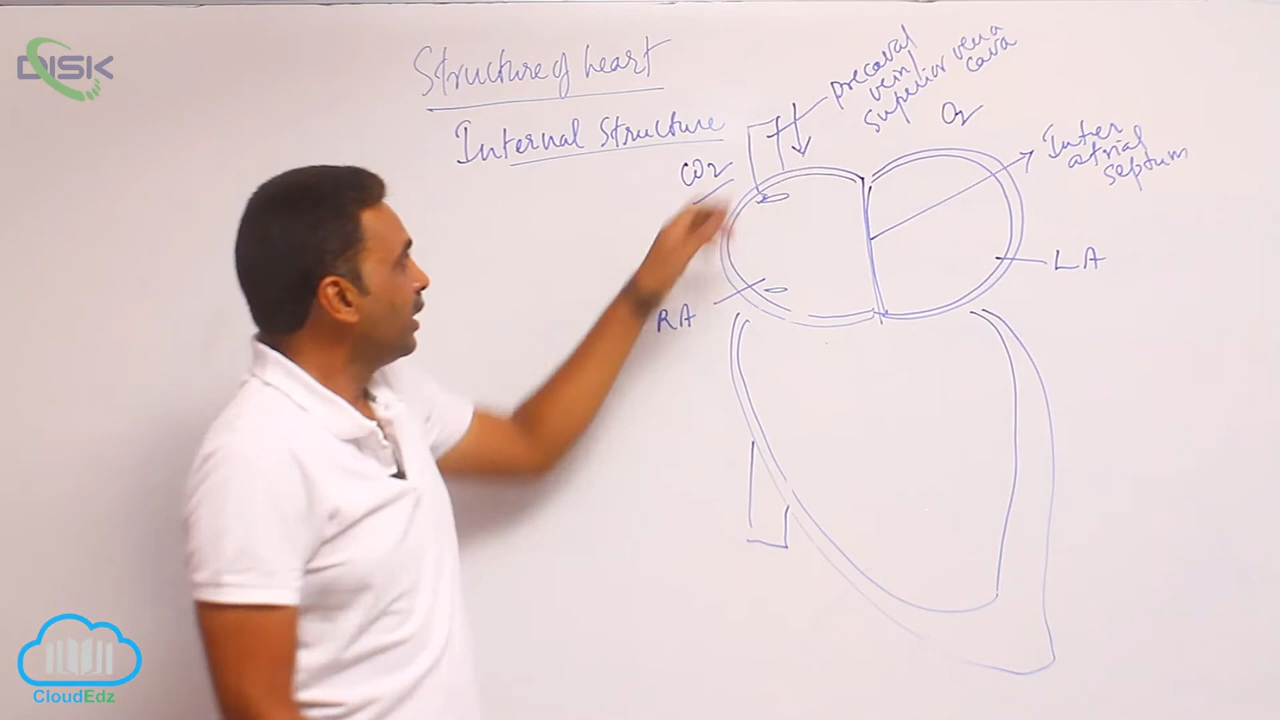 DISK
Structure of heart
Internal Structure
precaval
vein/
superior vena
cava
O2
CO2
Inter
atrial
septum
LA
RA
CloudEdz